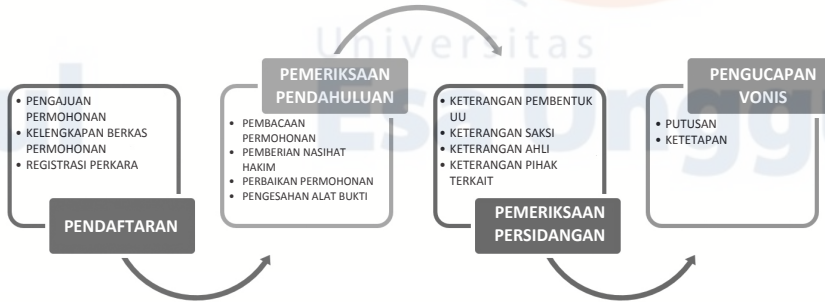 Universitas
Esa Unggul
PENDAFTARAN
• PENGAJUAN
PERMOHONAN
• KELENGKAPAN BERKAS
PERMOHONAN
• REGISTRASI PERKARA
PEMERIKSAAN
PENDAHULUAN
• PEMBACAAN
PERMOHONAN
• PEMBERIAN NASIHAT
HAKIM
• PERBAIKAN PERMOHONAN
• PENGESAHAN ALAT BUKTI
• KETERANGAN PEMBENTUK
UU
• KETERANGAN SAKSI
• KETERANGAN AHLI
• KETERANGAN PIHAK
TERKAIT
PEMERIKSAAN
PERSIDANGAN
PENGUCAPAN
VONIS
• PUTUSAN
• KETETAPAN